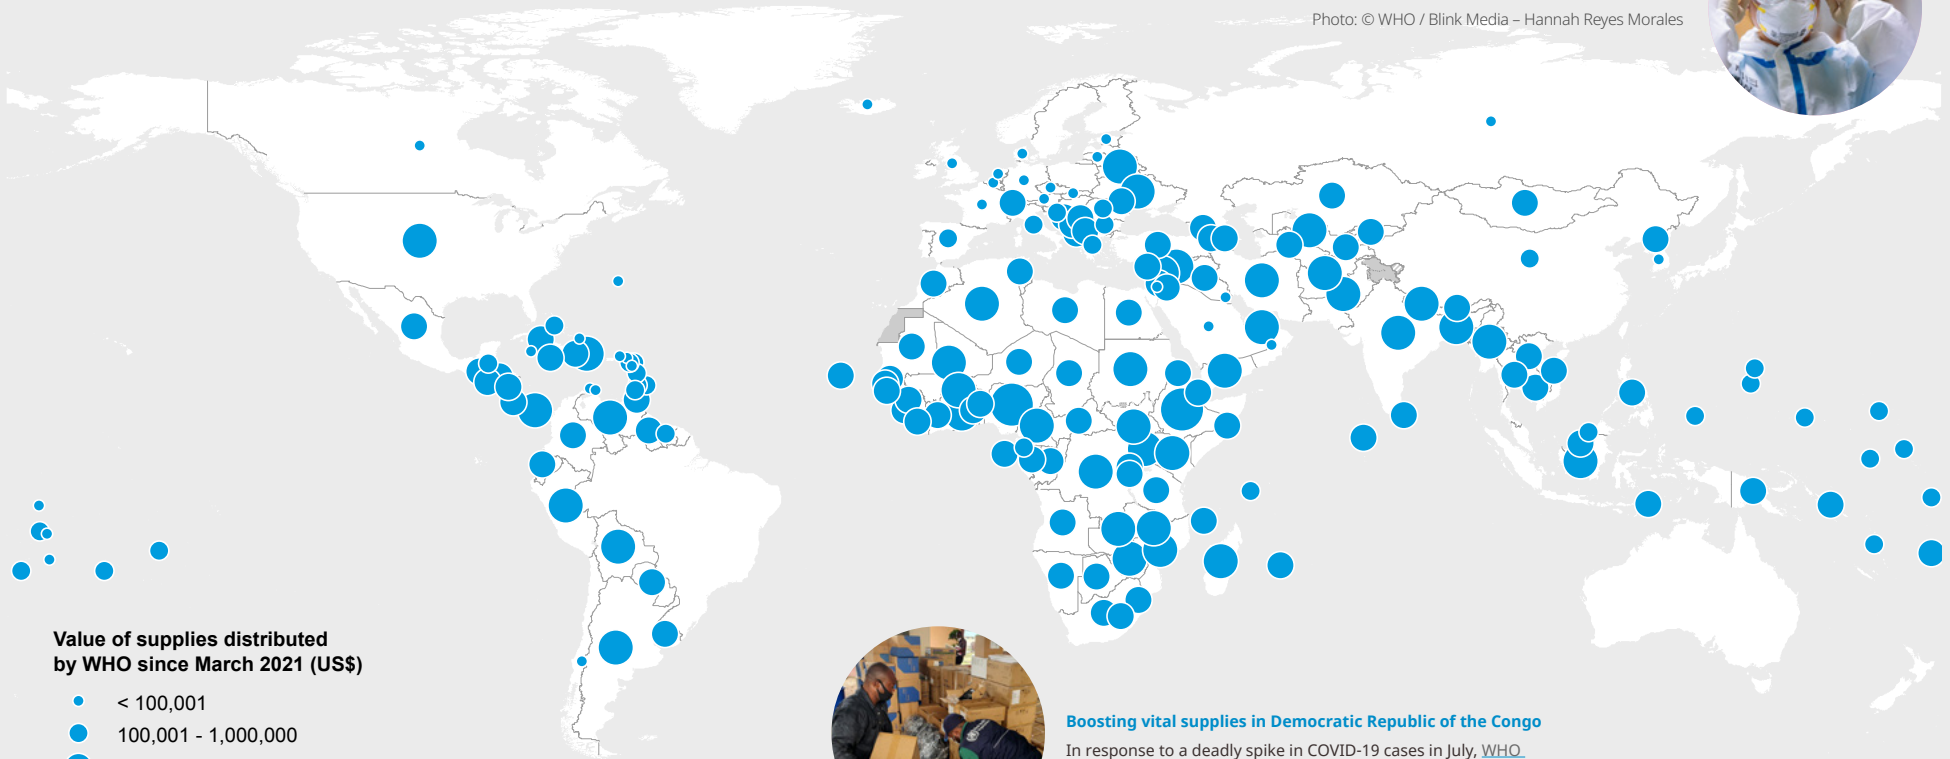 Photo: © WHO / Blink Media – Hannah Reyes Morales
Value of supplies distributed
by WHO since March 2021 (US$)
< 100,001
100,001 - 1,000,000
Boosting vital supplies in Democratic Republic of the Congo
In response to a deadly spike in COVID-19 cases in July, WHO